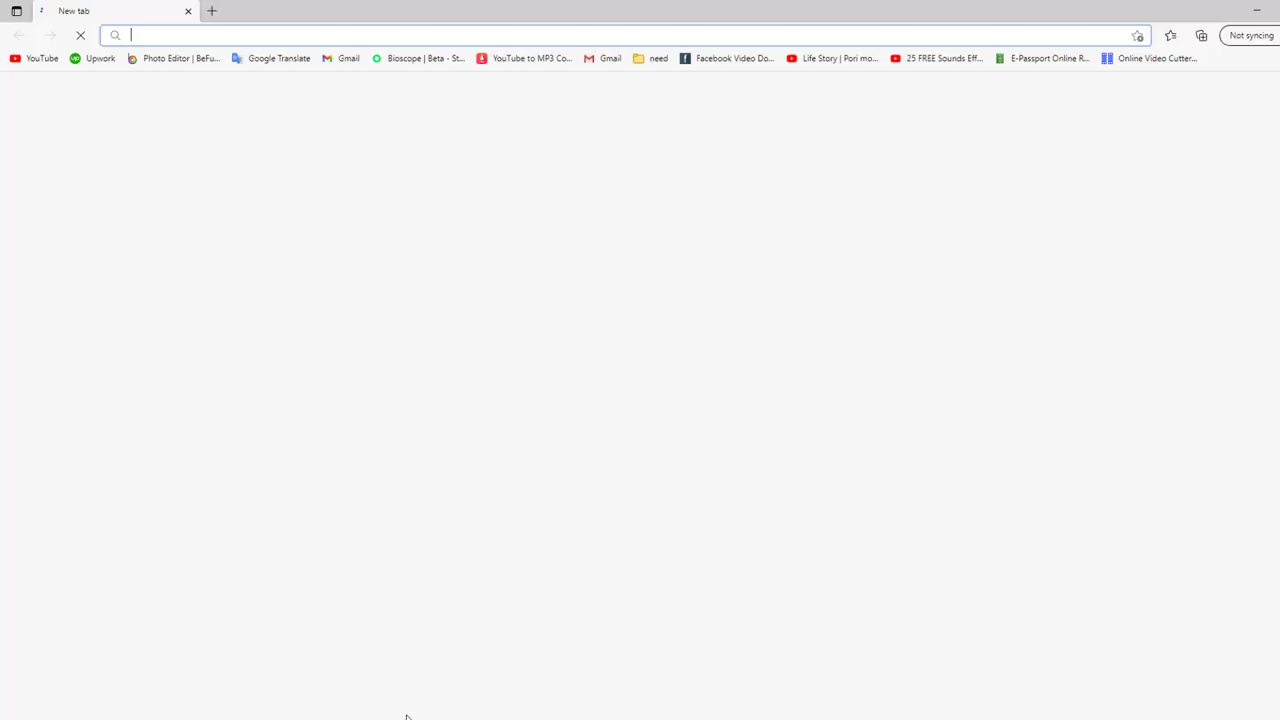 New tab
Not syncing
YouTube Upwork Photo Editor | BeFu... Google Translate Gmail Bioscope | Beta - St... YouTube to MP3 Co... Gmail need Facebook Video Do... Life Story | Pori mo... 25 FREE Sounds Eff... E-Passport Online R... Online Video Cutter...